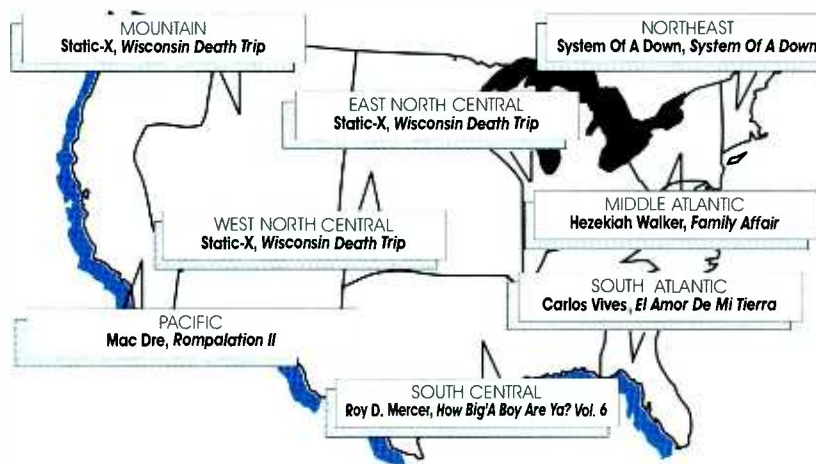 MOUNTAIN
Static-X, Wisconsin Death Trip
NORTHEAST
System Of A Down, System Of A Down
EAST NORTH CENTRAL
Static-X, Wisconsin Death Trip
MIDDLE ATLANTIC
Hezekiah Walker, Family Affair
WEST NORTH CENTRAL
Static-X, Wisconsin Death Trip
SOUTH ATLANTIC
Carlos Vives, El Amor De Mi Tierra
PACIFIC
Mac Dre, Rompalation II
SOUTH CENTRAL
Roy D. Mercer, How Big'A Boy Are Ya? Vol. 6